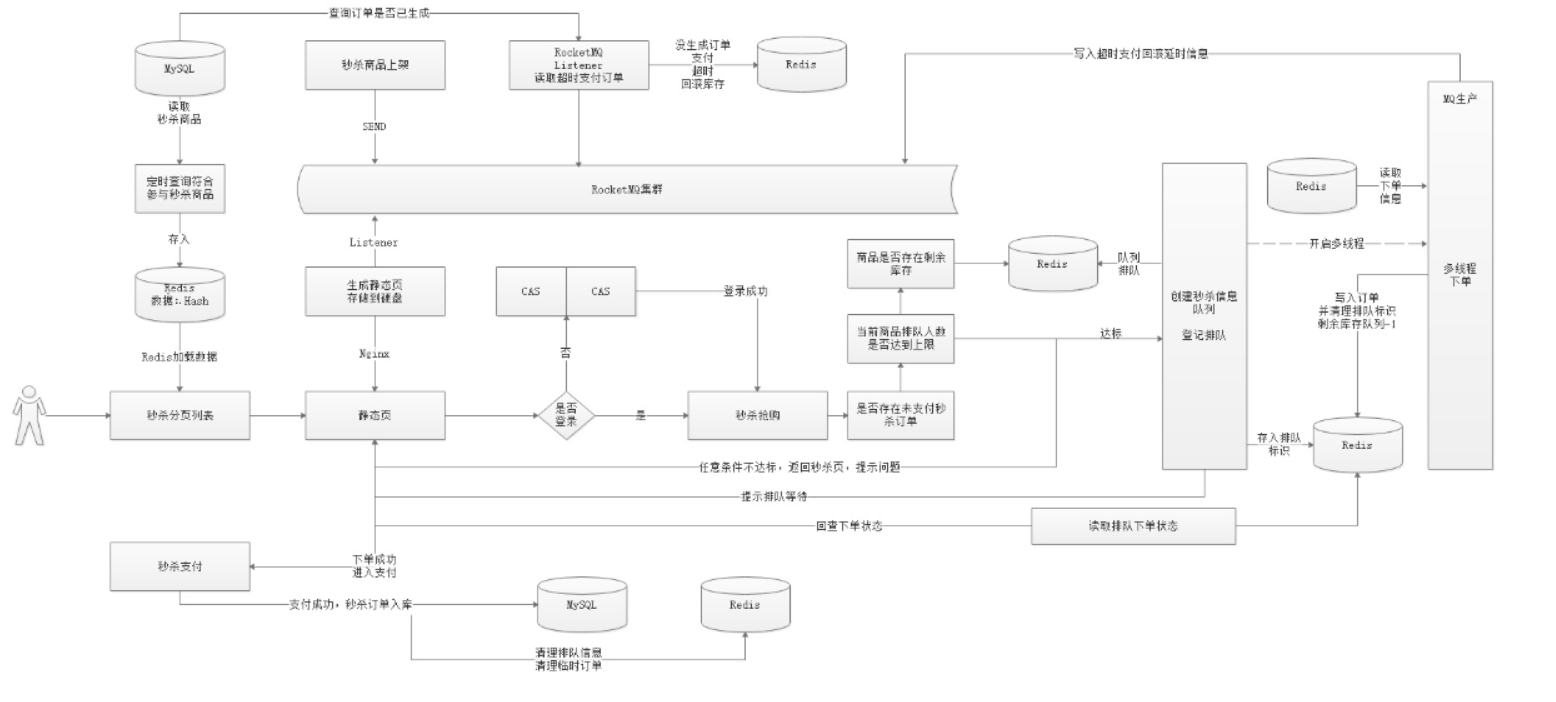 查询订单是否已生成
MySQL
秒杀商品上架
RocketMQ
Listener
读取超时支付订单
没生成订单
支付
超时
回滚库存
Redis
写入超时支付回滚延时信息
MQ生产
读取
秒杀商品
SEND
定时查询符合
参与秒杀商品
RocketMQ集群
Redis
读取
下单
信息
存入
Listener
商品是否存在剩余
库存
Redis
队列
排队
开启多线程
Redis
数据:.Hash
生成静态页
存储到硬盘
CAS
CAS
登录成功
创建秒杀信息
队列
登记排队
多线程
下单
写入订单
并清理排队标识
剩余库存队列-1
Redis加载数据
Nginx
否
当前商品排队人数
是否达到上限
达标
秒杀分页列表
静态页
是否
登录
是
秒杀抢购
是否存在未支付秒
杀订单
存入排队
标识
Redis
任意条件不达标，返回秒杀页，提示问题
提示排队等待
回查下单状态
读取排队下单状态
秒杀支付
下单成功
进入支付
支付成功，秒杀订单入库
MySQL
Redis
清理排队信息
清理临时订单